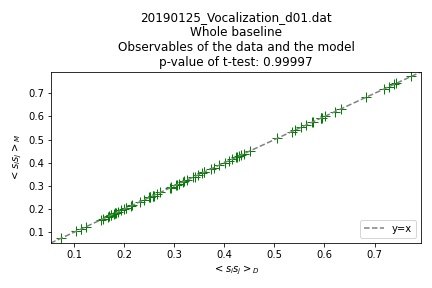 20190125_Vocalization_d01.dat
Whole baseline
Observables of the data and the model
p-value of t-test: 0.99997
< sᵢsⱼ >_M
0.7
0.6
0.5
0.4
0.3
0.2
0.1
y=x
0.1 0.2 0.3 0.4 0.5 0.6 0.7
< sᵢsⱼ >_D